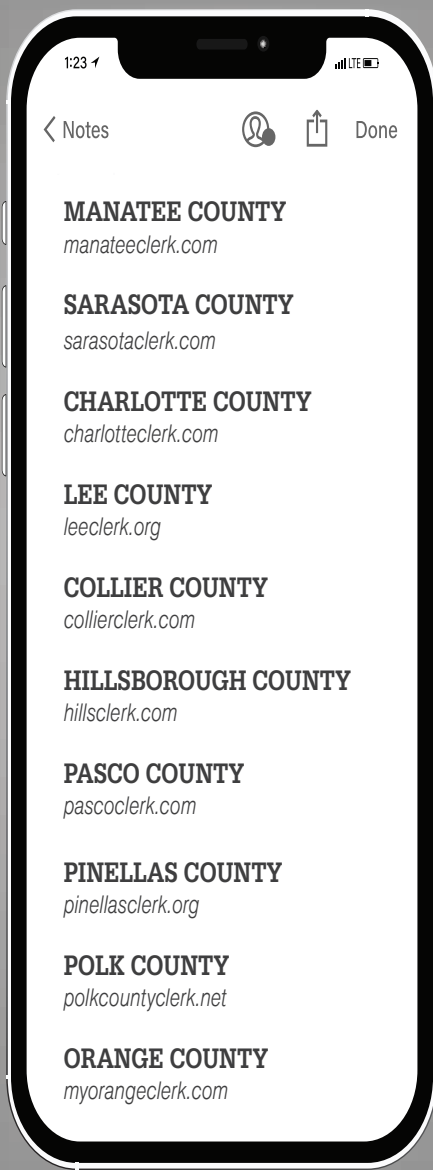 1:23
LTE
Notes
Done
MANATEE COUNTY
manateeclerk.com
SARASOTA COUNTY
sarasotaclerk.com
CHARLOTTE COUNTY
charlotteclerk.com
LEE COUNTY
leeclerk.org
COLLIER COUNTY
collierclerk.com
HILLSBOROUGH COUNTY
hillsclerk.com
PASCO COUNTY
pascoclerk.com
PINELLAS COUNTY
pinellasclerk.org
POLK COUNTY
polkcountyclerk.net
ORANGE COUNTY
myorangeclerk.com